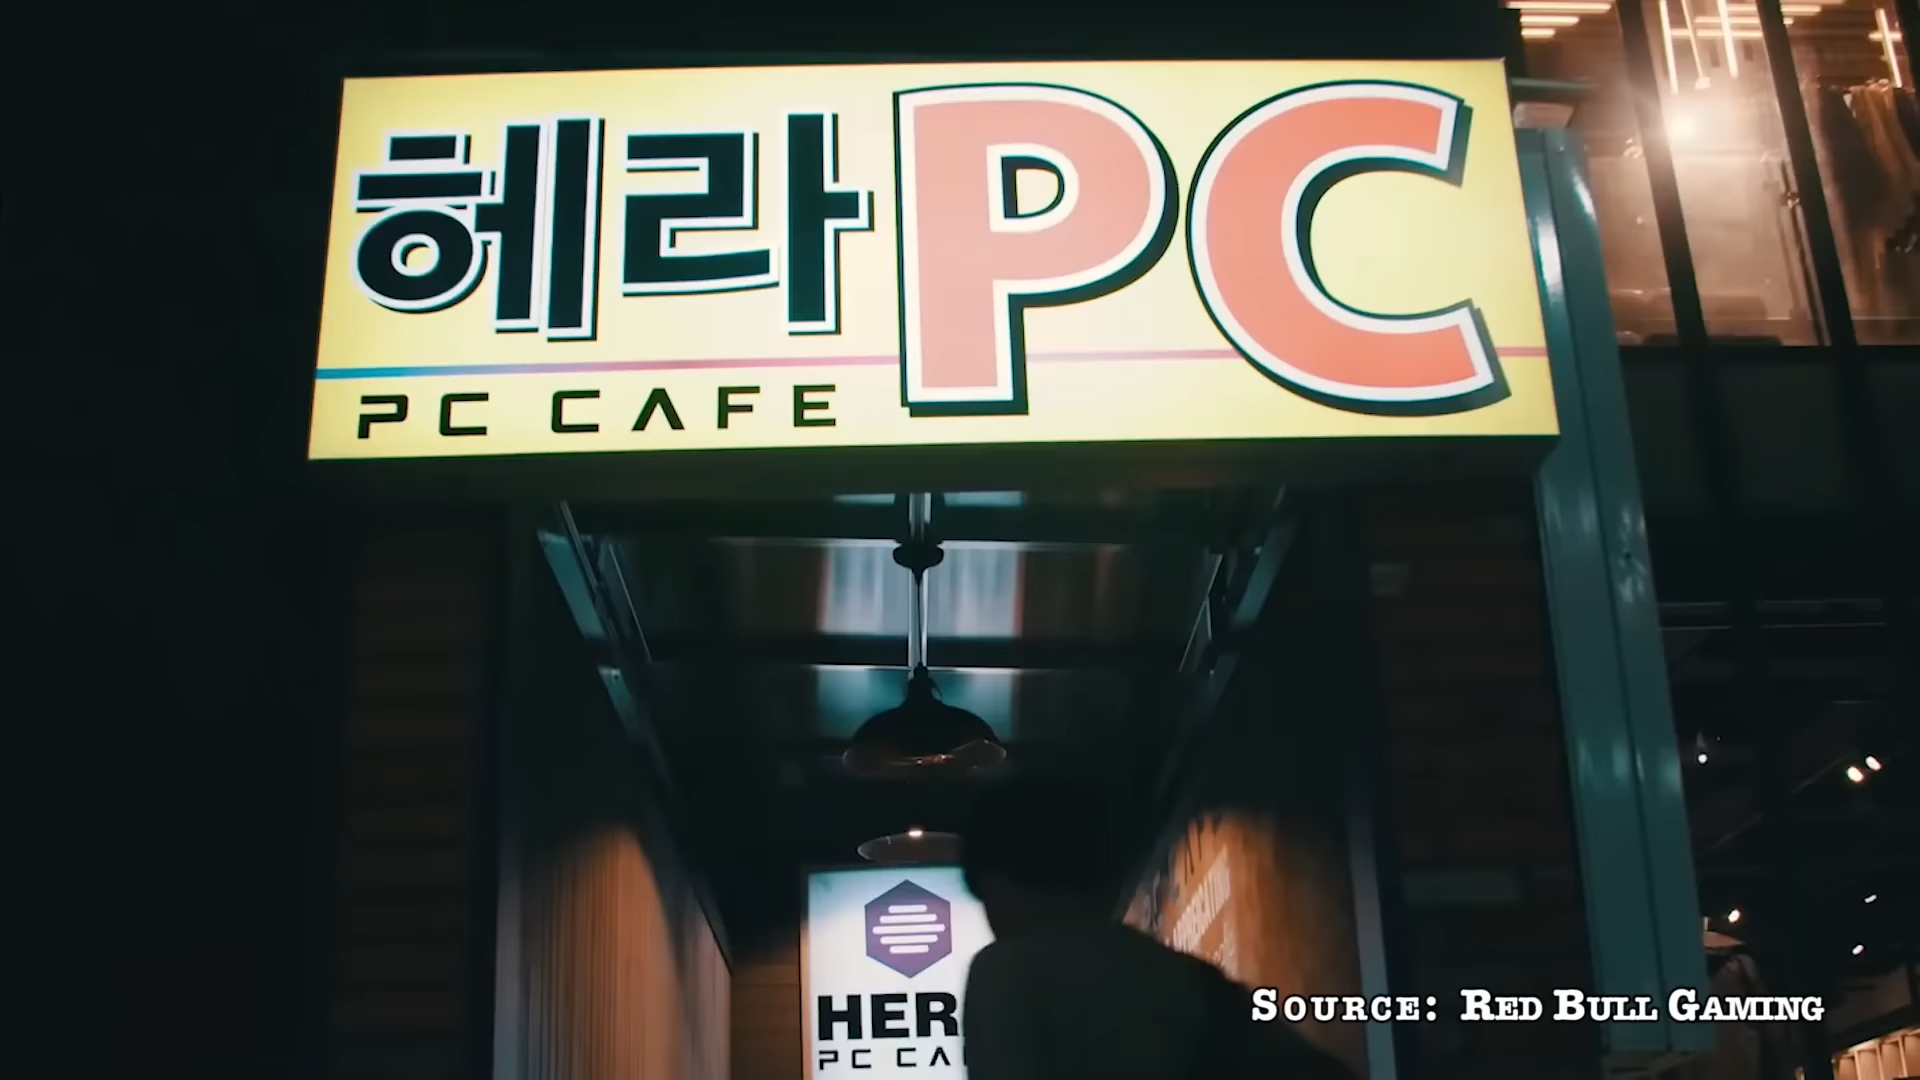 헤라PC
PC CAFE
HER
PC CA
SOURCE: RED BULL GAMING